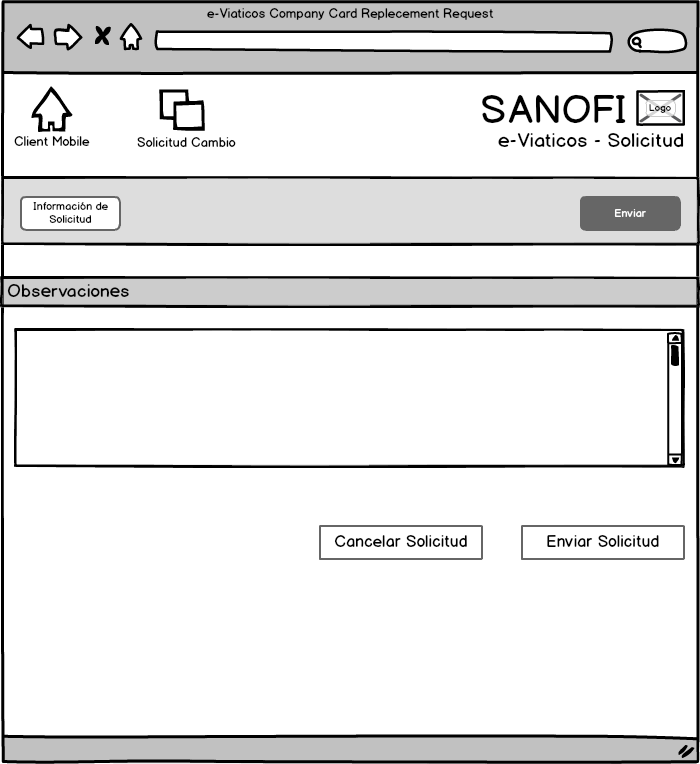 e-Viaticos Company Card Replecement Request
SANOFI
Logo
Client Mobile
Solicitud Cambio
e-Viaticos - Solicitud
Información de
Solicitud
Enviar
Observaciones
Cancelar Solicitud
Enviar Solicitud